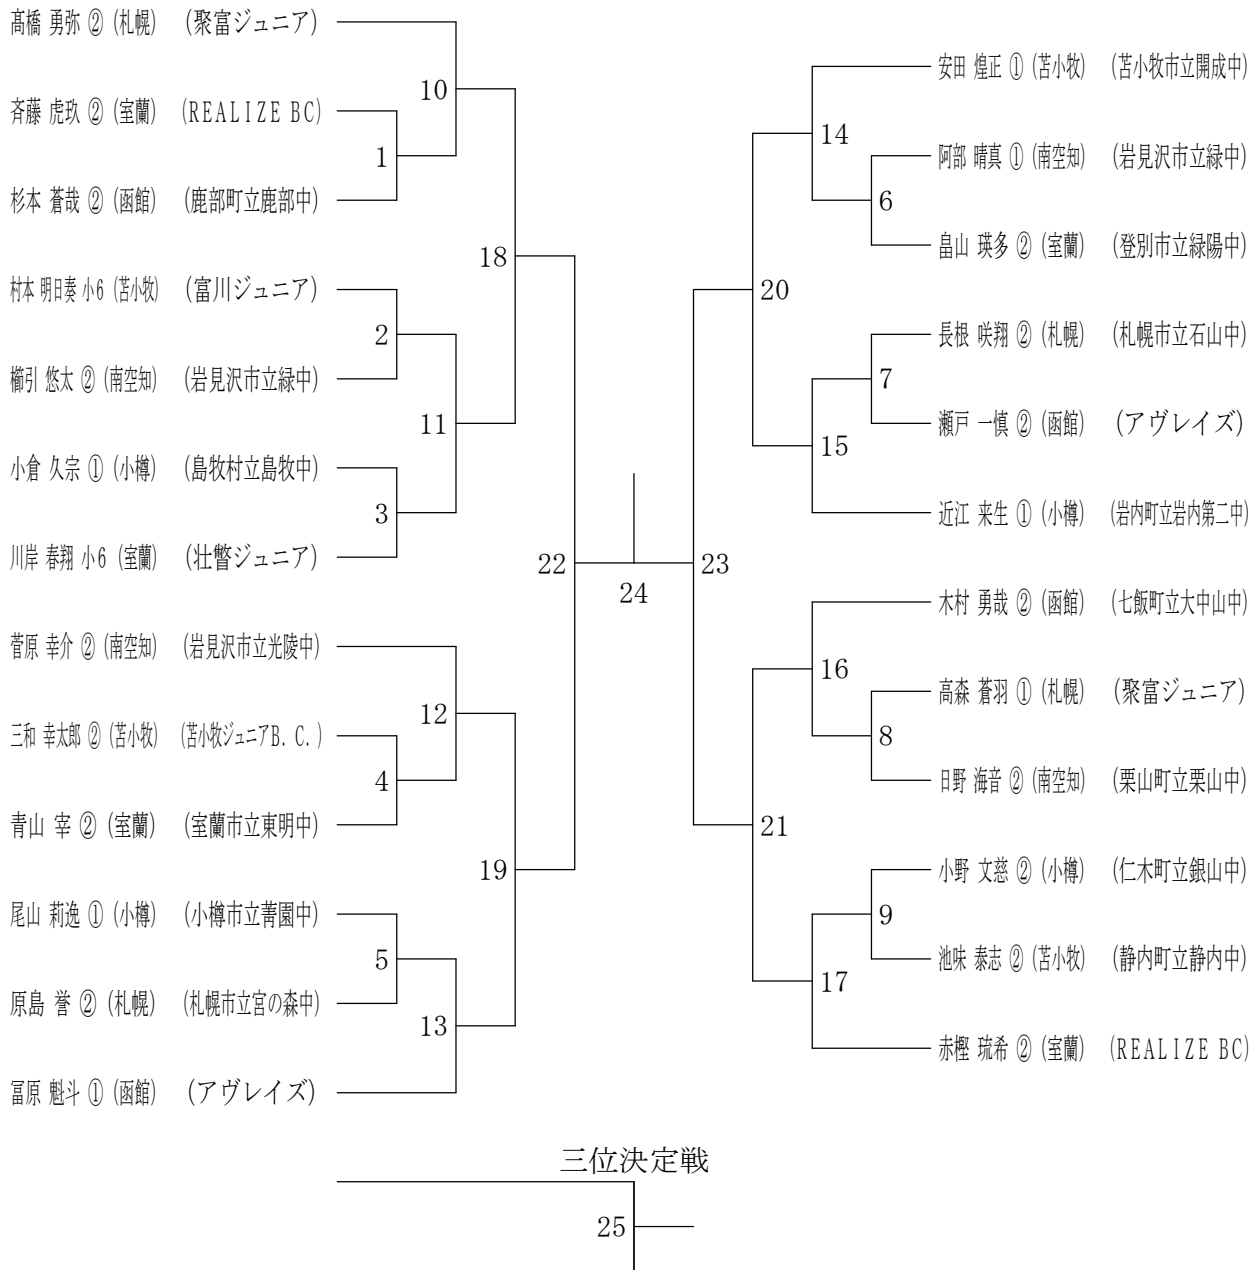 髙橋 勇弥 ② (札幌) (聚富ジュニア)
10
斉藤 虎玖 ② (室蘭) (REALIZE BC)
1
杉本 蒼哉 ② (函館) (鹿部町立鹿部中)
18
村本 明日奏 小6 (苫小牧) (富川ジュニア)
2
櫛引 悠太 ② (南空知) (岩見沢市立緑中)
11
小倉 久宗 ① (小樽) (島牧村立島牧中)
3
川岸 春翔 小6 (室蘭) (壮瞥ジュニア)
22
菅原 幸介 ② (南空知) (岩見沢市立光陵中)
12
三和 幸太郎 ② (苫小牧) (苫小牧ジュニアB.C.)
4
青山 宰 ② (室蘭) (室蘭市立東明中)
19
尾山 莉逸 ① (小樽) (小樽市立菁園中)
5
原島 誉 ② (札幌) (札幌市立宮の森中)
13
冨原 魁斗 ① (函館) (アヴレイズ)
24
安田 煌正 ① (苫小牧) (苫小牧市立開成中)
14
阿部 晴真 ① (南空知) (岩見沢市立緑中)
6
畠山 瑛多 ② (室蘭) (登別市立緑陽中)
20
長根 咲翔 ② (札幌) (札幌市立石山中)
7
瀬戸 一慎 ② (函館) (アヴレイズ)
15
近江 来生 ① (小樽) (岩内町立岩内第二中)
23
木村 勇哉 ② (函館) (七飯町立大中山中)
16
高森 蒼羽 ① (札幌) (聚富ジュニア)
8
日野 海音 ② (南空知) (栗山町立栗山中)
21
小野 文慈 ② (小樽) (仁木町立銀山中)
9
池味 泰志 ② (苫小牧) (静内町立静内中)
17
赤樫 琉希 ② (室蘭) (REALIZE BC)
三位決定戦
25